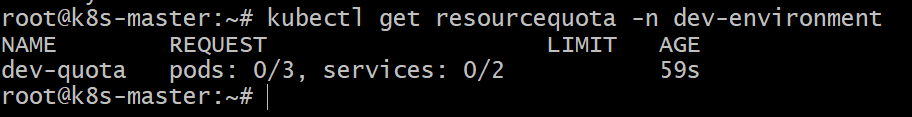 root@k8s-master:~# kubectl get resourcequota -n dev-environment
NAME        REQUEST                     LIMIT   AGE
dev-quota   pods: 0/3, services: 0/2            59s
root@k8s-master:~#